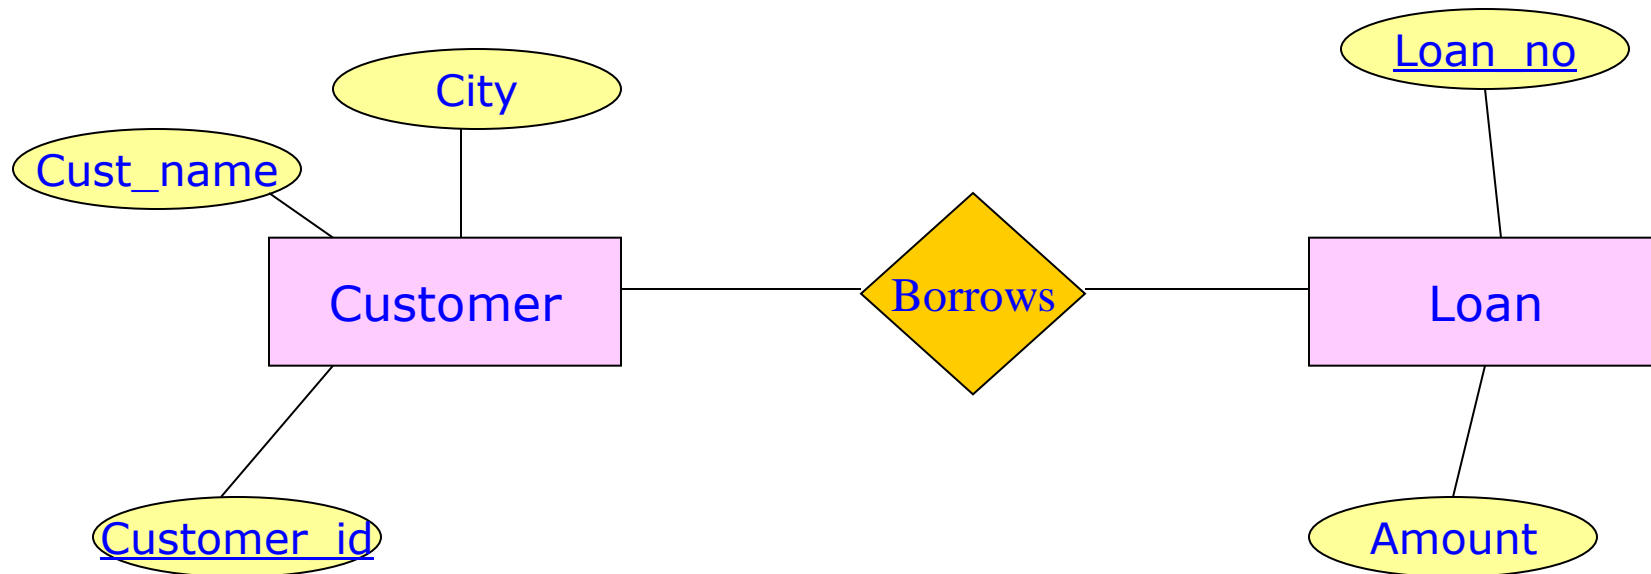 Loan_no
City
Cust_name
Customer
Borrows
Loan
Customer_id
Amount